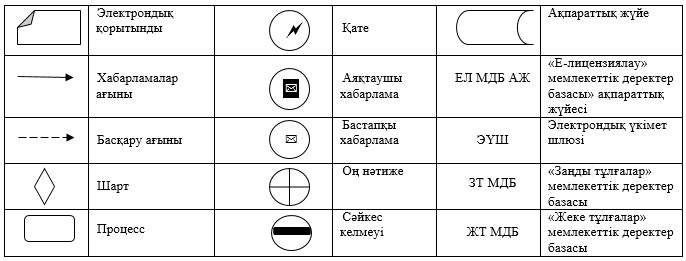 Электрондық
қорытынды
Қате
Ақпараттық жүйе
Хабарламалар
ағыны
Аяқтаушы
хабарлама
ЕЛ МДБ АЖ
«Е-лицензиялау»
мемлекеттік деректер
базасы» ақпараттық
жүйесі
Басқару ағыны
Бастапқы
хабарлама
ЭҮШ
Электрондық үкімет
шлюзі
Шарт
Оң нәтиже
ЗТ МДБ
«Заңды тұлғалар»
мемлекеттік деректер
базасы
Процесс
Сәйкес
келмеуі
ЖТ МДБ
«Жеке тұлғалар»
мемлекеттік деректер
базасы